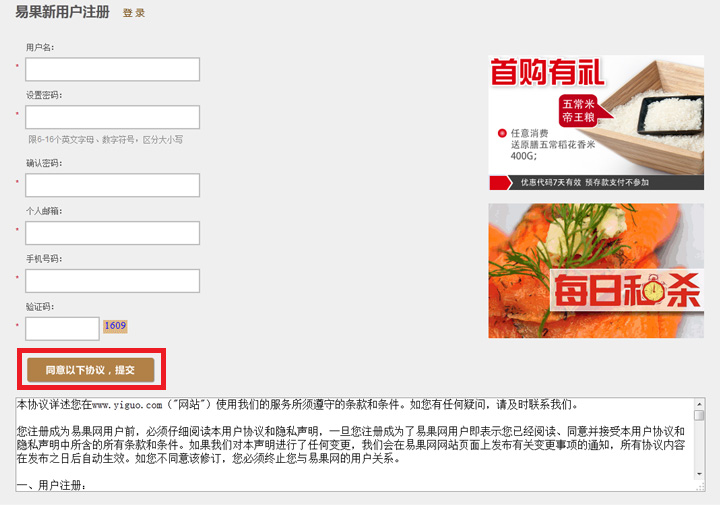 易果新用户注册 登录
用户名:
*
设置密码:
*
限6-16个英文字母、数字符号,区分大小写
确认密码:
*
个人邮箱:
*
手机号码:
*
验证码:
* 1609
同意以下协议，提交
首购有礼
五常米
帝王粮
任意消费
送原膳五常稻花香米
400G;
优惠代码7天有效 预存款支付不参加
每日秒杀
本协议详述您在www.yiguo.com ("网站") 使用我们的服务所须遵守的条款和条件。如您有任何疑问，请及时联系我们。
您注册成为易果网用户前，必须仔细阅读本用户协议和隐私声明，一旦您注册成为了易果网用户即表示您已经阅读、同意并接受本用户协议和
隐私声明中所含的所有条款和条件。如果我们对本声明进行了任何变更，我们会在易果网网站页面上发布有关变更事项的通知，所有协议内容
在发布之日后自动生效。如您不同意该修订，您必须终止您与易果网的用户关系。
一、用户注册：